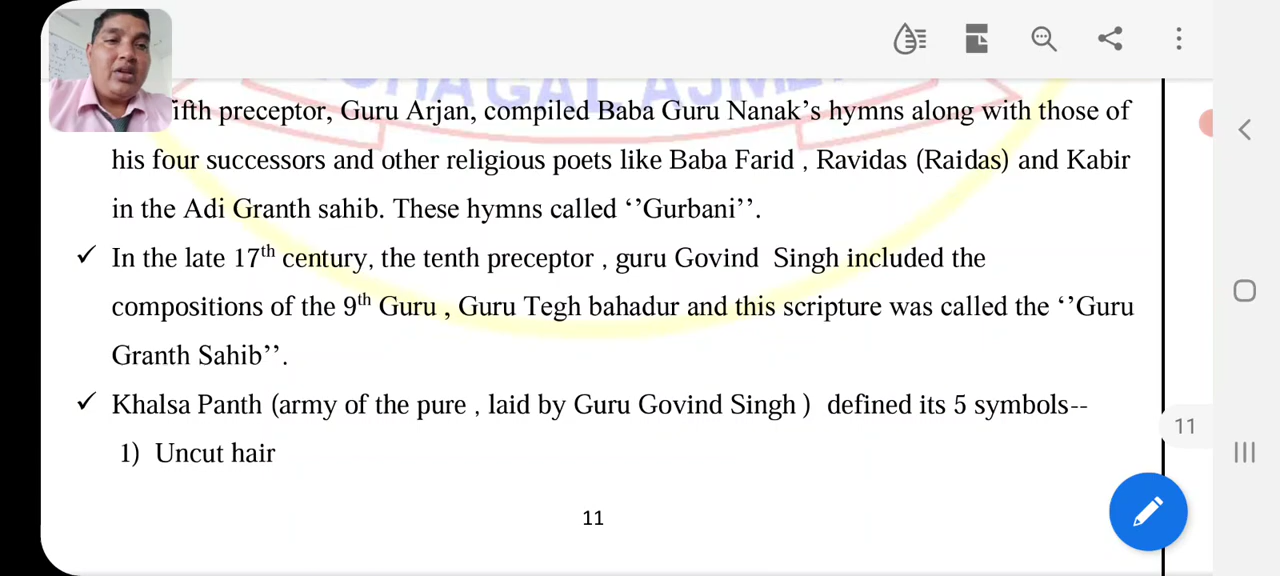 HAGAL AJME
ifth preceptor, Guru Arjan, compiled Baba Guru Nanak’s hymns along with those of
his four successors and other religious poets like Baba Farid , Ravidas (Raidas) and Kabir
in the Adi Granth sahib. These hymns called ‘’Gurbani’’.
✓ In the late 17th century, the tenth preceptor , guru Govind Singh included the
compositions of the 9th Guru , Guru Tegh bahadur and this scripture was called the ‘’Guru
Granth Sahib’’.
✓ Khalsa Panth (army of the pure , laid by Guru Govind Singh ) defined its 5 symbols--
1) Uncut hair
11
11